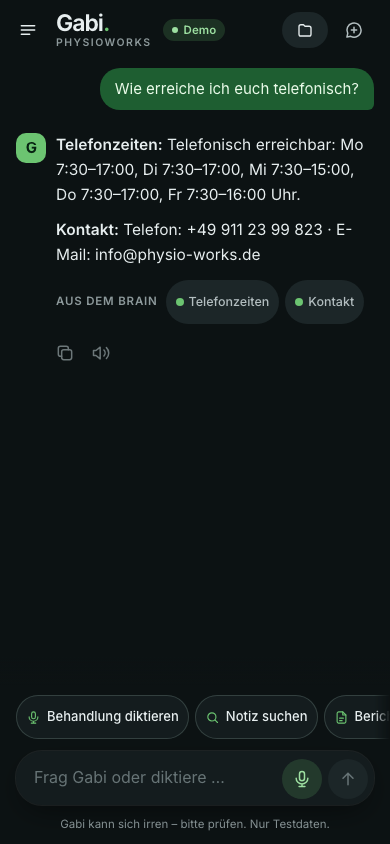 Gabi.
PHYSIOWORKS
Demo
Wie erreiche ich euch telefonisch?
G
Telefonzeiten: Telefonisch erreichbar: Mo
7:30–17:00, Di 7:30–17:00, Mi 7:30–15:00,
Do 7:30–17:00, Fr 7:30–16:00 Uhr.
Kontakt: Telefon: +49 911 23 99 823 · E-
Mail: info@physio-works.de
AUS DEM BRAIN
Telefonzeiten
Kontakt
Behandlung diktieren
Notiz suchen
Frag Gabi oder diktiere ...
Gabi kann sich irren – bitte prüfen. Nur Testdaten.